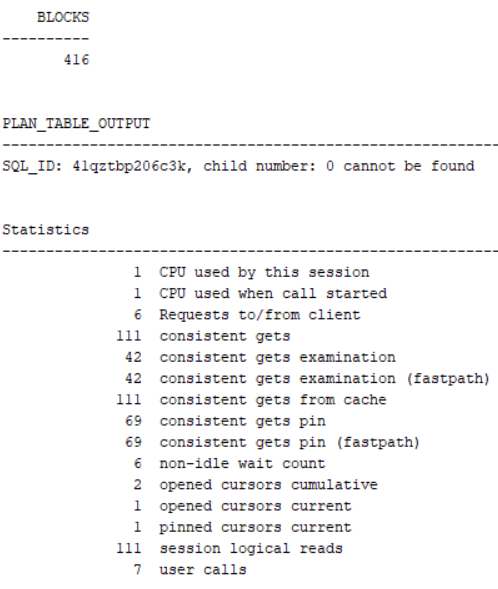 BLOCKS
----------
416
PLAN_TABLE_OUTPUT
---------------------------------------------------------
SQL_ID: 41qztbp206c3k, child number: 0 cannot be found
Statistics
---------------------------------------------------------
1 CPU used by this session
1 CPU used when call started
6 Requests to/from client
111 consistent gets
42 consistent gets examination
42 consistent gets examination (fastpath)
111 consistent gets from cache
69 consistent gets pin
69 consistent gets pin (fastpath)
6 non-idle wait count
2 opened cursors cumulative
1 opened cursors current
1 pinned cursors current
111 session logical reads
7 user calls